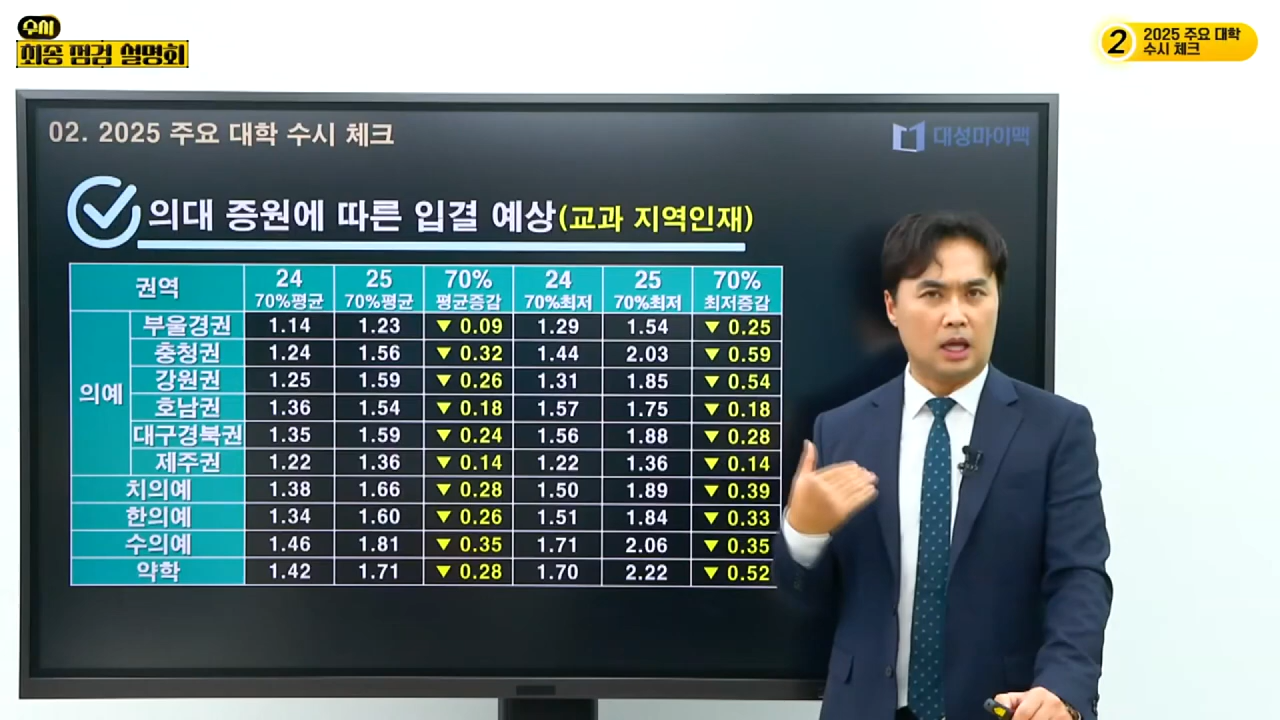 수시
최종 점검 설명회
2 2025 주요 대학
수시 체크
02. 2025 주요 대학 수시 체크
대성마이맥
의대 증원에 따른 입결 예상(교과 지역인재)
권역 24 70%평균 25 70%평균 70% 평균증감 24 70%최저 25 70%최저 70% 최저증감
의예
부울경권 1.14 1.23 ▼ 0.09 1.29 1.54 ▼ 0.25
충청권 1.24 1.56 ▼ 0.32 1.44 2.03 ▼ 0.59
강원권 1.25 1.59 ▼ 0.26 1.31 1.85 ▼ 0.54
호남권 1.36 1.54 ▼ 0.18 1.57 1.75 ▼ 0.18
대구경북권 1.35 1.59 ▼ 0.24 1.56 1.88 ▼ 0.28
제주권 1.22 1.36 ▼ 0.14 1.22 1.36 ▼ 0.14
치의예 1.38 1.66 ▼ 0.28 1.50 1.89 ▼ 0.39
한의예 1.34 1.60 ▼ 0.26 1.51 1.84 ▼ 0.33
수의예 1.46 1.81 ▼ 0.35 1.71 2.06 ▼ 0.35
약학 1.42 1.71 ▼ 0.28 1.70 2.22 ▼ 0.52